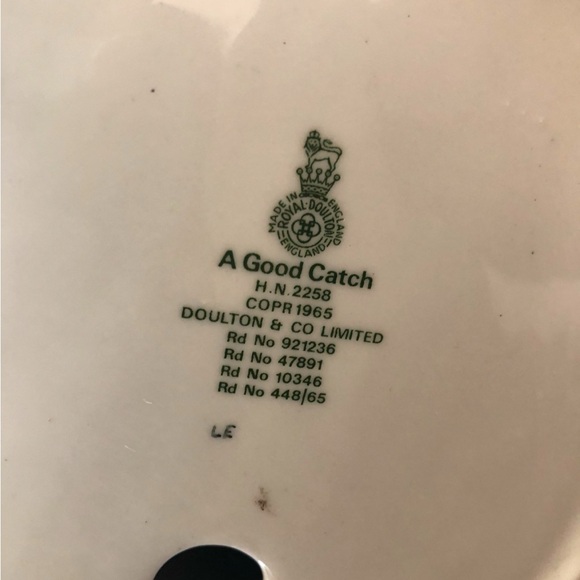 MADE IN ENGLAND
ROYAL·DOULTON
ENGLAND
A Good Catch
H.N.2258
COPR 1965
DOULTON & CO LIMITED
Rd No 921236
Rd No 47891
Rd No 10346
Rd No 448/65
LE